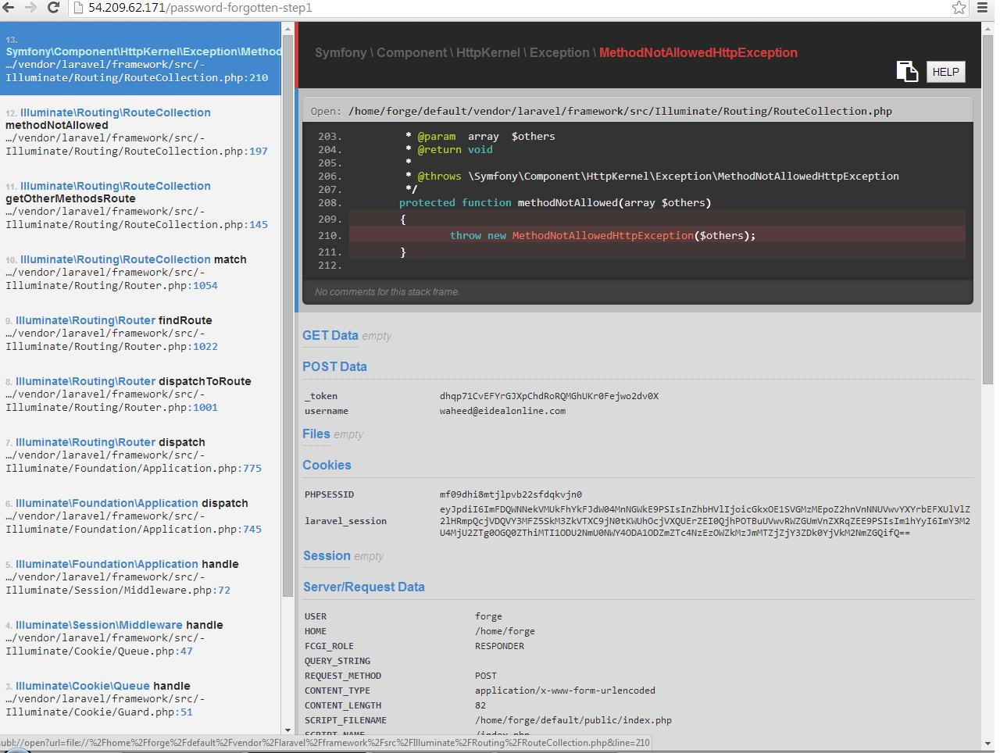 54.209.62.171/password-forgotten-step1
13.
Symfony\Component\HttpKernel\Exception\Method
…/vendor/laravel/framework/src/-
Illuminate/Routing/RouteCollection.php:210
12. Illuminate\Routing\RouteCollection
methodNotAllowed
…/vendor/laravel/framework/src/-
Illuminate/Routing/RouteCollection.php:197
11. Illuminate\Routing\RouteCollection
getOtherMethodsRoute
…/vendor/laravel/framework/src/-
Illuminate/Routing/RouteCollection.php:145
10. Illuminate\Routing\RouteCollection match
…/vendor/laravel/framework/src/-
Illuminate/Routing/Router.php:1054
9. Illuminate\Routing\Router findRoute
…/vendor/laravel/framework/src/-
Illuminate/Routing/Router.php:1022
8. Illuminate\Routing\Router dispatchToRoute
…/vendor/laravel/framework/src/-
Illuminate/Routing/Router.php:1001
7. Illuminate\Routing\Router dispatch
…/vendor/laravel/framework/src/-
Illuminate/Foundation/Application.php:775
6. Illuminate\Foundation\Application dispatch
…/vendor/laravel/framework/src/-
Illuminate/Foundation/Application.php:745
5. Illuminate\Foundation\Application handle
…/vendor/laravel/framework/src/-
Illuminate/Session/Middleware.php:72
4. Illuminate\Session\Middleware handle
…/vendor/laravel/framework/src/-
Illuminate/Cookie/Queue.php:47
3. Illuminate\Cookie\Queue handle
…/vendor/laravel/framework/src/-
Illuminate/Cookie/Guard.php:51
Symfony \ Component \ HttpKernel \ Exception \ MethodNotAllowedHttpException
HELP
Open: /home/forge/default/vendor/laravel/framework/src/Illuminate/Routing/RouteCollection.php
203. * @param  array  $others
204. * @return void
205. *
206. * @throws \Symfony\Component\HttpKernel\Exception\MethodNotAllowedHttpException
207. */
208. protected function methodNotAllowed(array $others)
209. {
210. throw new MethodNotAllowedHttpException($others);
211. }
212.
No comments for this stack frame.
GET Data empty
POST Data
_token dhqp71CvEFYrGJXpChdRoRQMGhUKr0Fejwo2dv0X
username waheed@eidealonline.com
Files empty
Cookies
PHPSESSID mf09dhi8mtjlpvb22sfdqkvjn0
laravel_session
Session empty
Server/Request Data
USER forge
HOME /home/forge
FCGI_ROLE RESPONDER
QUERY_STRING
REQUEST_METHOD POST
CONTENT_TYPE application/x-www-form-urlencoded
CONTENT_LENGTH 82
SCRIPT_FILENAME /home/forge/default/public/index.php
SCRIPT_NAME /index.php
subl://open?url=file://%2Fhome%2Fforge%2Fdefault%2Fvendor%2Flaravel%2Fframework%2Fsrc%2FIlluminate%2FRouting%2FRouteCollection.php&line=210